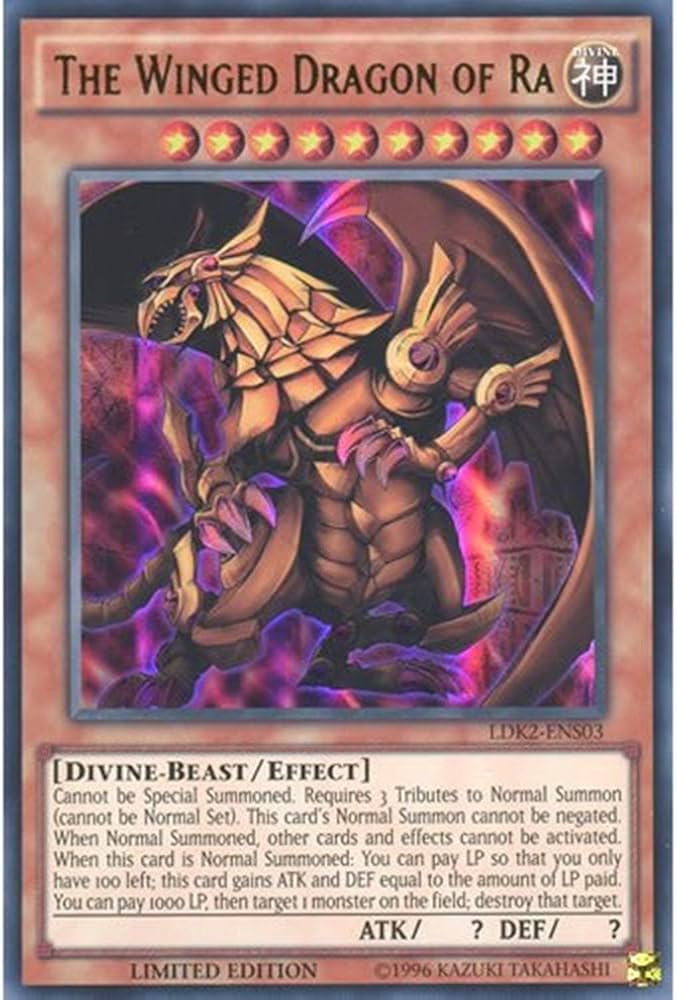 THE WINGED DRAGON OF RA
DIVINE
神
LDK2-ENS03
[DIVINE-BEAST/EFFECT]
Cannot be Special Summoned. Requires 3 Tributes to Normal Summon
(cannot be Normal Set). This card's Normal Summon cannot be negated.
When Normal Summoned, other cards and effects cannot be activated.
When this card is Normal Summoned: You can pay LP so that you only
have 100 left; this card gains ATK and DEF equal to the amount of LP paid.
You can pay 1000 LP, then target 1 monster on the field; destroy that target.
ATK/ ? DEF/ ?
LIMITED EDITION ©1996 KAZUKI TAKAHASHI